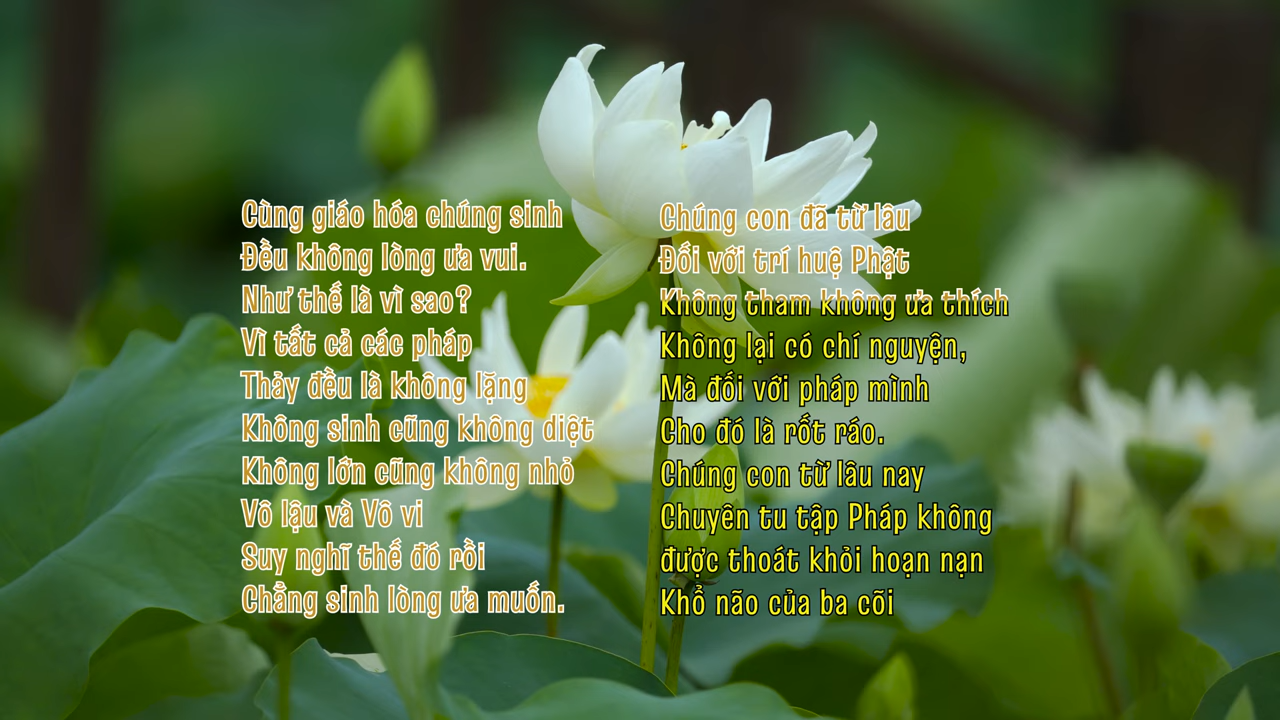 Cùng giáo hóa chúng sinh
Đều không lòng ưa vui.
Như thế là vì sao?
Vì tất cả các pháp
Thảy đều là không lặng
Không sinh cũng không diệt
Không lớn cũng không nhỏ
Vô lậu và Vô vi
Suy nghĩ thế đó rồi
Chẳng sinh lòng ưa muốn.
Chúng con đã từ lâu
Đối với trí huệ Phật
Không tham không ưa thích
Không lại có chí nguyện,
Mà đối với pháp mình
Cho đó là rốt ráo.
Chúng con từ lâu nay
Chuyên tu tập Pháp không
được thoát khỏi hoạn nạn
Khổ não của ba cõi